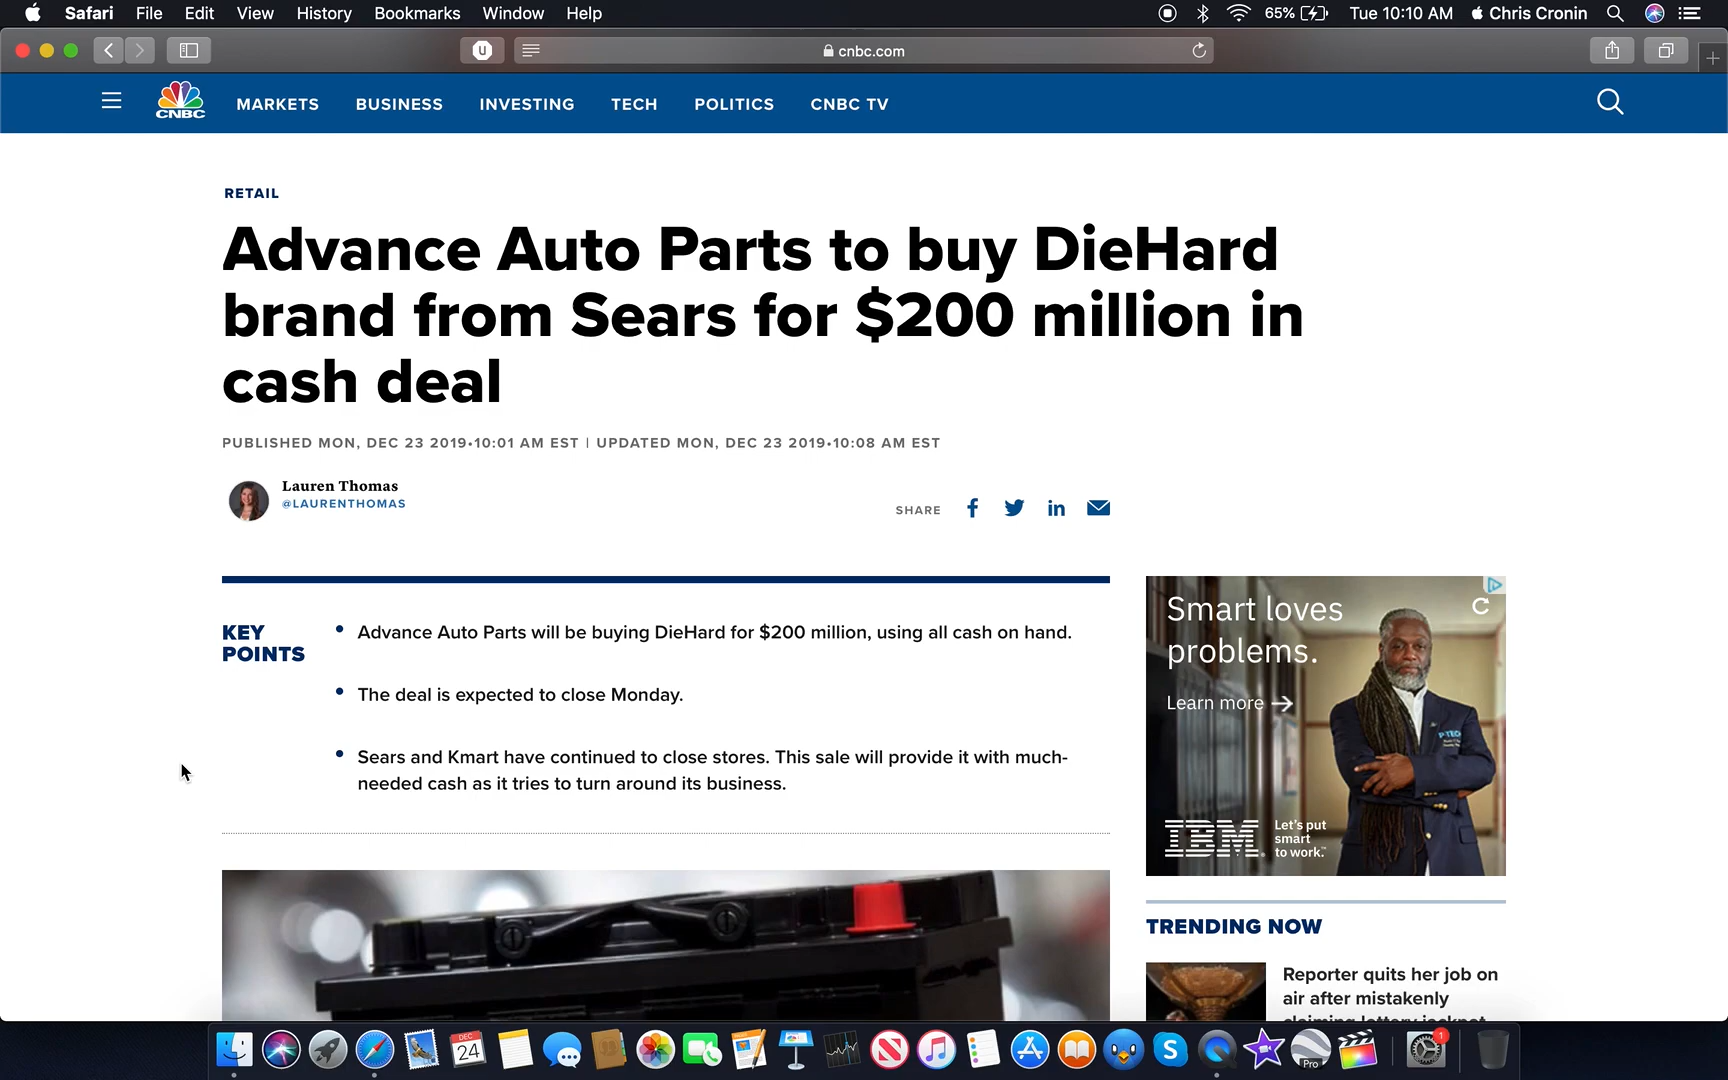 Safari File Edit View History Bookmarks Window Help 65% Tue 10:10 AM Chris Cronin
U cnbc.com
CNBC MARKETS BUSINESS INVESTING TECH POLITICS CNBC TV
RETAIL
Advance Auto Parts to buy DieHard
brand from Sears for $200 million in
cash deal
PUBLISHED MON, DEC 23 2019•10:01 AM EST | UPDATED MON, DEC 23 2019•10:08 AM EST
Lauren Thomas
@LAURENTHOMAS
SHARE
KEY
POINTS
• Advance Auto Parts will be buying DieHard for $200 million, using all cash on hand.
• The deal is expected to close Monday.
• Sears and Kmart have continued to close stores. This sale will provide it with much-
needed cash as it tries to turn around its business.
Smart loves
problems.
Learn more →
P-TECH
IBM
Let's put
smart
to work.™
TRENDING NOW
Reporter quits her job on
air after mistakenly
claiming lottery jackpot
DEC
24
Pro
1